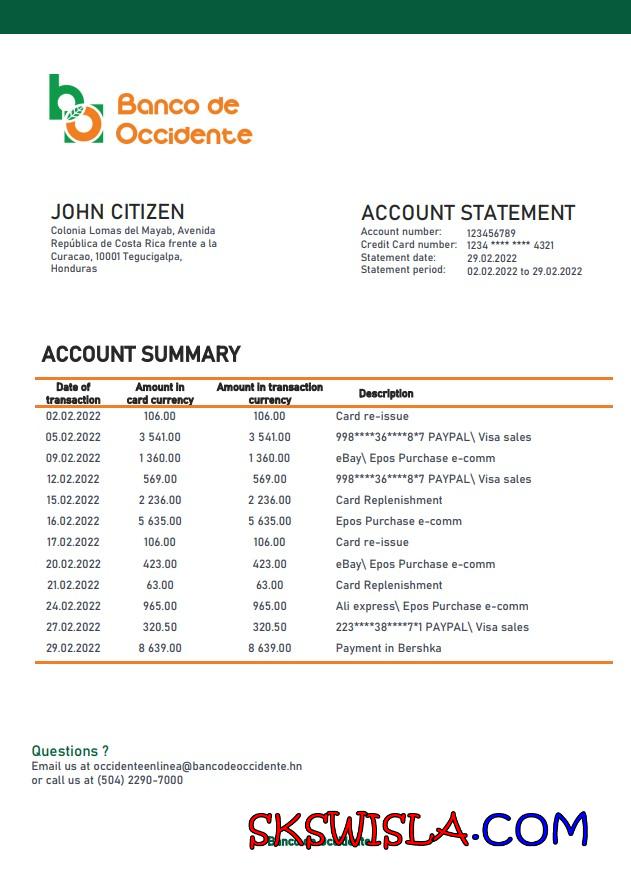 Banco de
Occidente
JOHN CITIZEN
Colonia Lomas del Mayab, Avenida
República de Costa Rica frente a la
Curacao, 10001 Tegucigalpa,
Honduras
ACCOUNT STATEMENT
Account number: 123456789
Credit Card number: 1234 **** **** 4321
Statement date: 29.02.2022
Statement period: 02.02.2022 to 29.02.2022
ACCOUNT SUMMARY
Date of transaction Amount in card currency Amount in transaction currency Description
02.02.2022 106.00 106.00 Card re-issue
05.02.2022 3 541.00 3 541.00 998****36****8*7 PAYPAL\ Visa sales
09.02.2022 1 360.00 1 360.00 eBay\ Epos Purchase e-comm
12.02.2022 569.00 569.00 998****36****8*7 PAYPAL\ Visa sales
15.02.2022 2 236.00 2 236.00 Card Replenishment
16.02.2022 5 635.00 5 635.00 Epos Purchase e-comm
17.02.2022 106.00 106.00 Card re-issue
20.02.2022 423.00 423.00 eBay\ Epos Purchase e-comm
21.02.2022 63.00 63.00 Card Replenishment
24.02.2022 965.00 965.00 Ali express\ Epos Purchase e-comm
27.02.2022 320.50 320.50 223****38****7*1 PAYPAL\ Visa sales
29.02.2022 8 639.00 8 639.00 Payment in Bershka
Questions ?
Email us at occidenteenlinea@bancodeoccidente.hn
or call us at (504) 2290-7000
SKSWISLA.COM